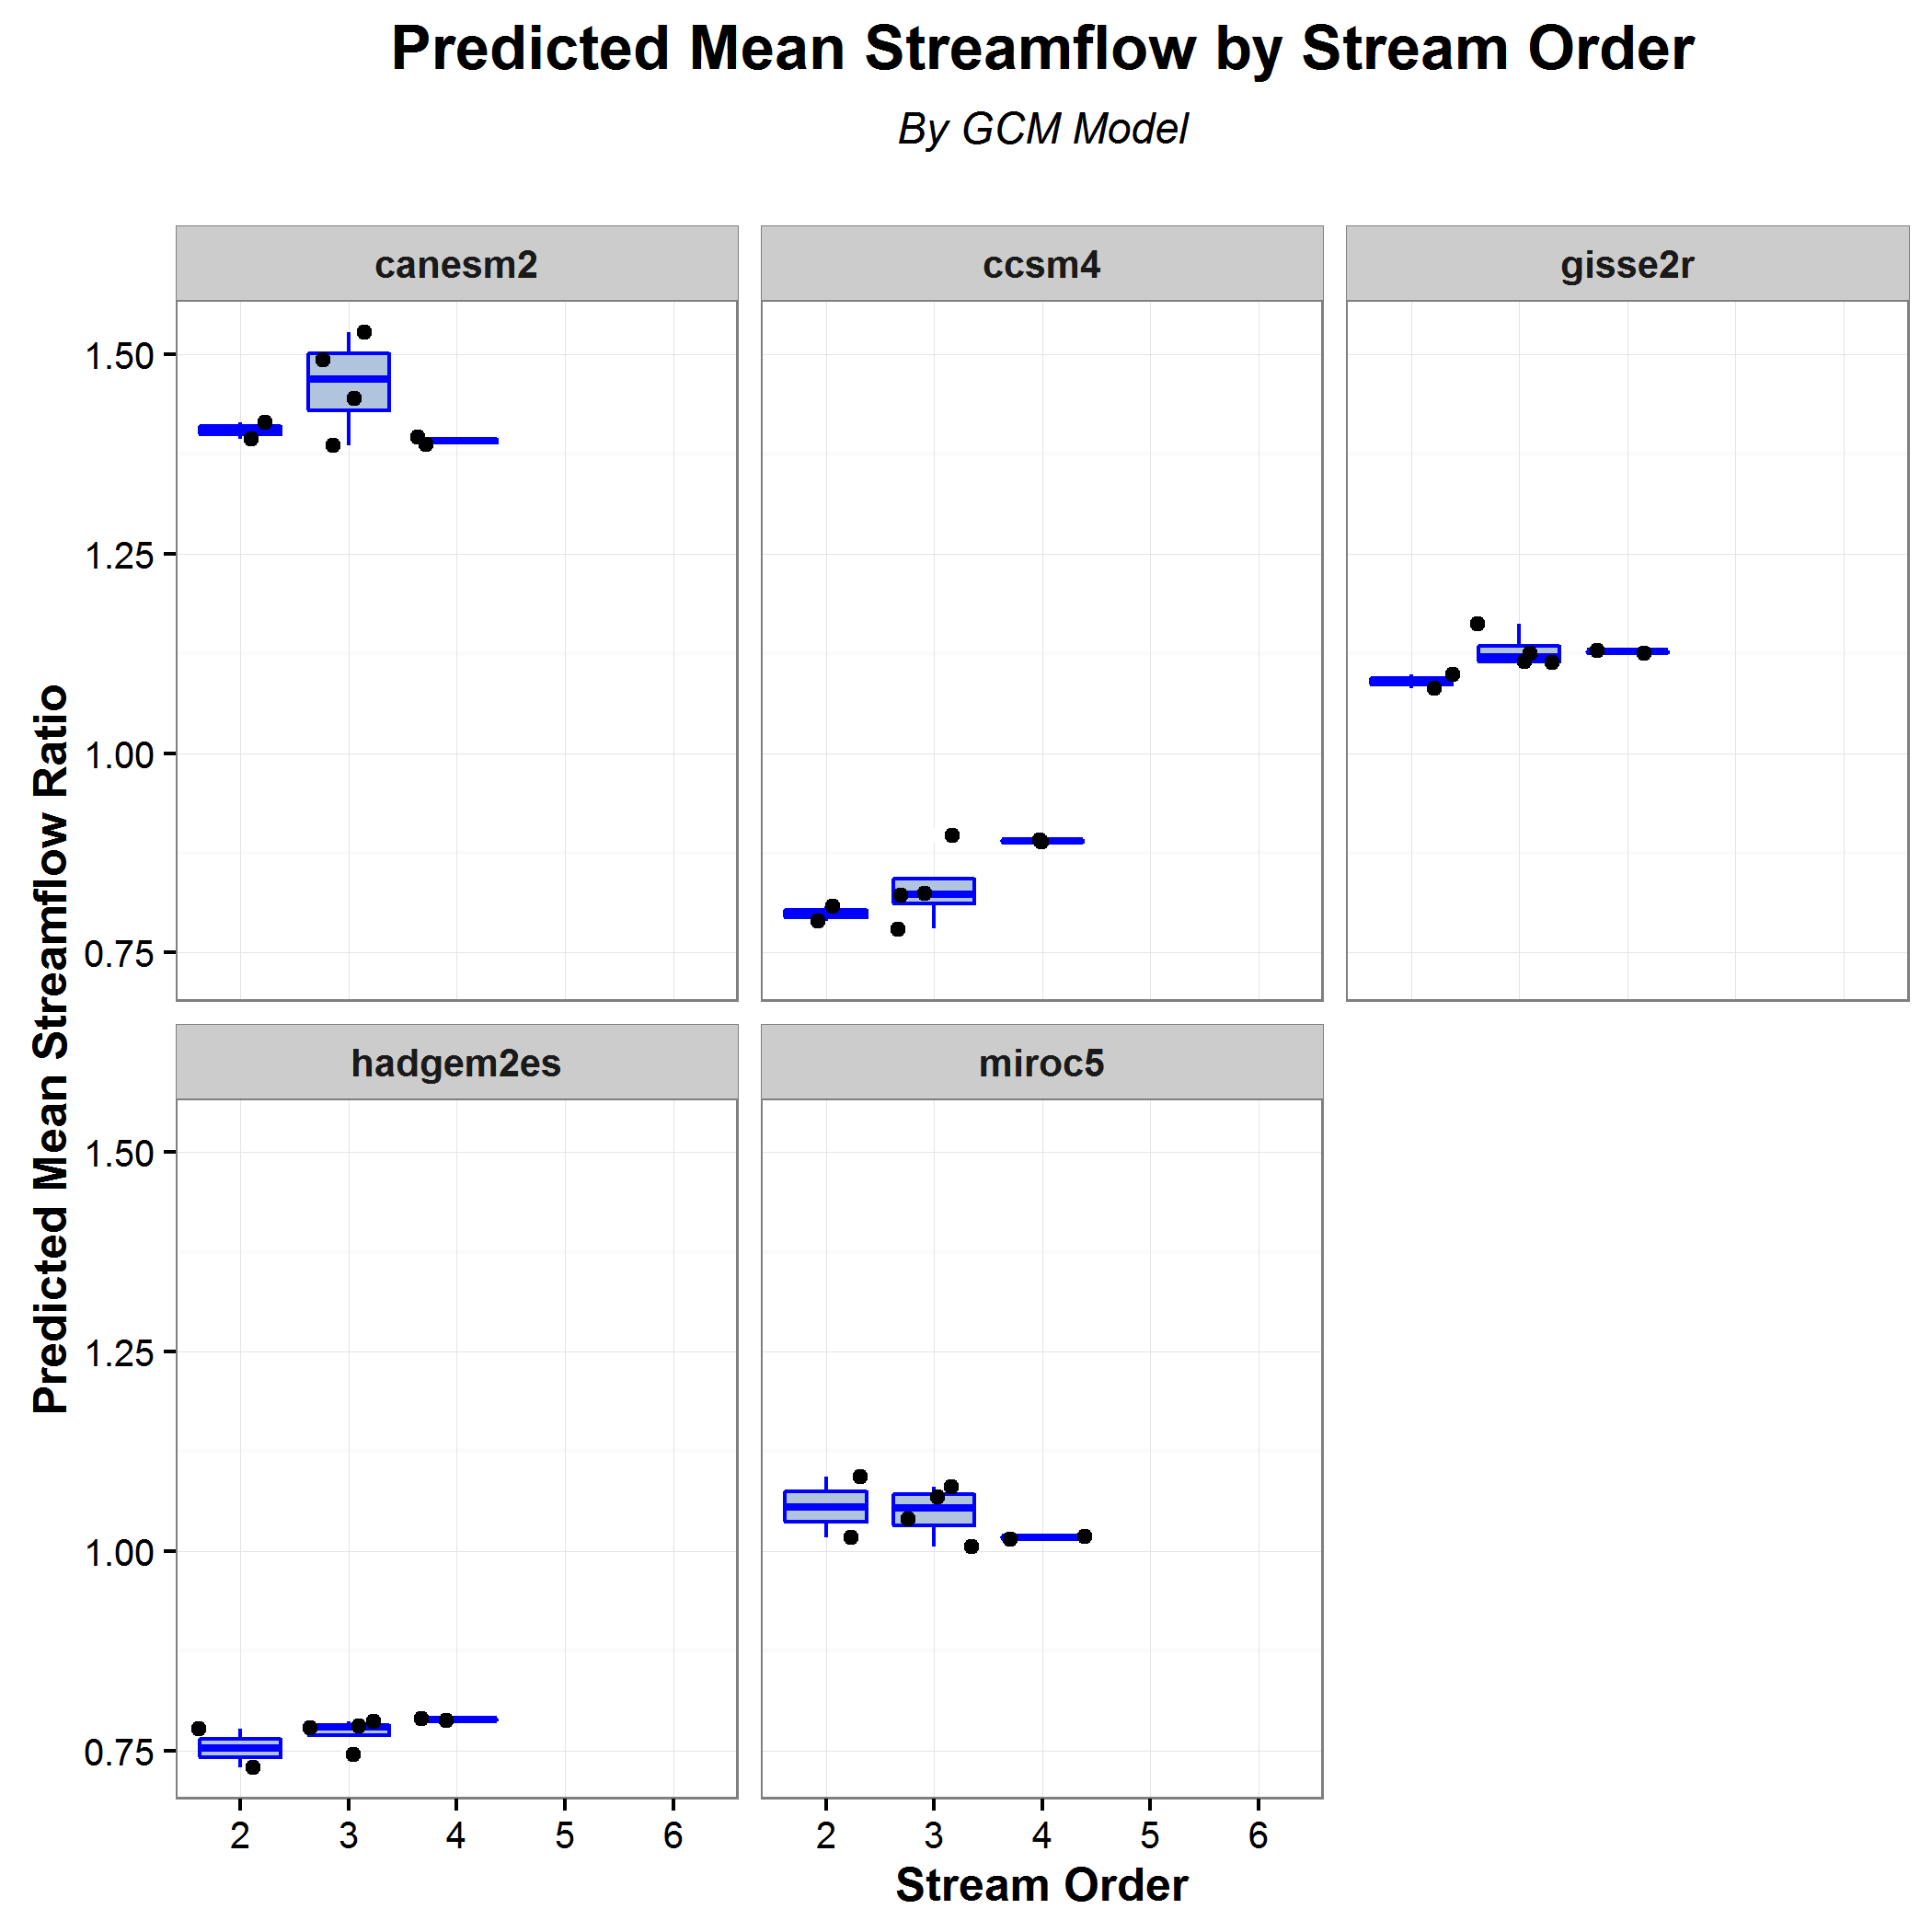 Predicted Mean Streamflow by Stream Order
By GCM Model
canesm2
ccsm4
gisse2r
1.50
1.25
1.00
0.75
Predicted Mean Streamflow Ratio
hadgem2es
miroc5
1.50
1.25
1.00
0.75
2 3 4 5 6
2 3 4 5 6
Stream Order